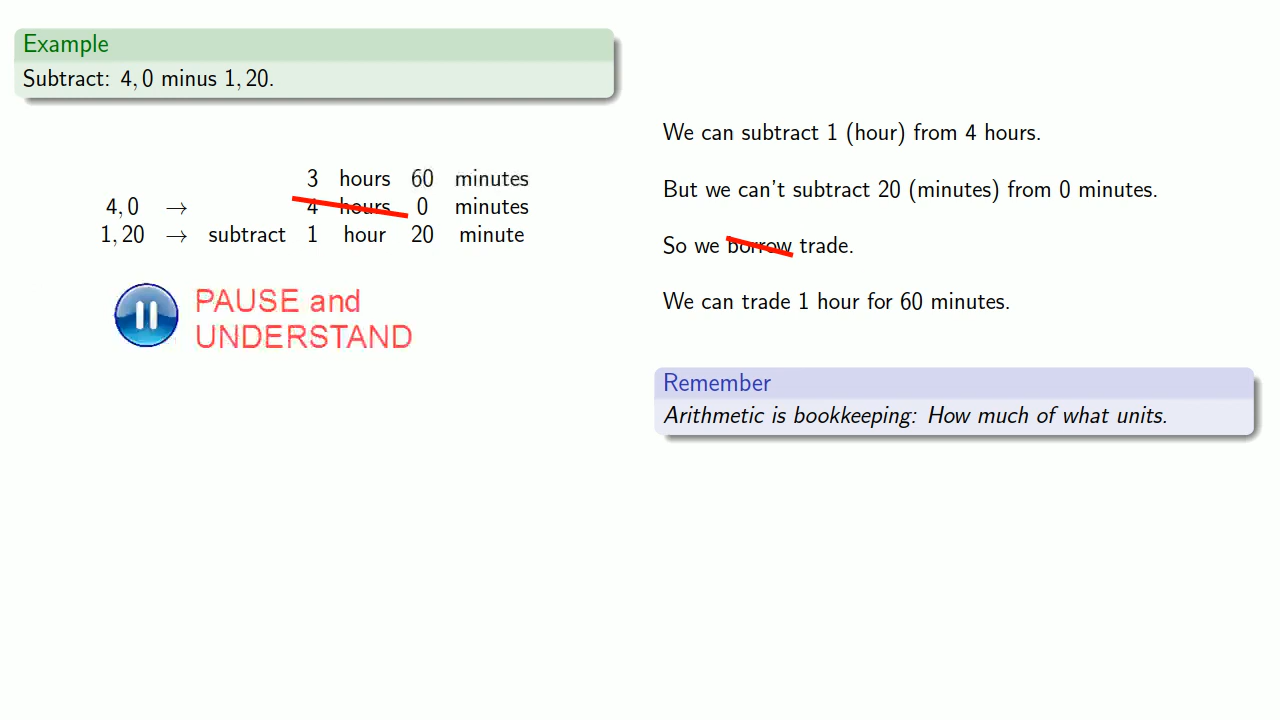 Example
Subtract: 4, 0 minus 1, 20.
3 hours 60 minutes
4, 0 → 4 hours 0 minutes
1, 20 → subtract 1 hour 20 minute
PAUSE and
UNDERSTAND
We can subtract 1 (hour) from 4 hours.
But we can't subtract 20 (minutes) from 0 minutes.
So we borrow trade.
We can trade 1 hour for 60 minutes.
Remember
Arithmetic is bookkeeping: How much of what units.